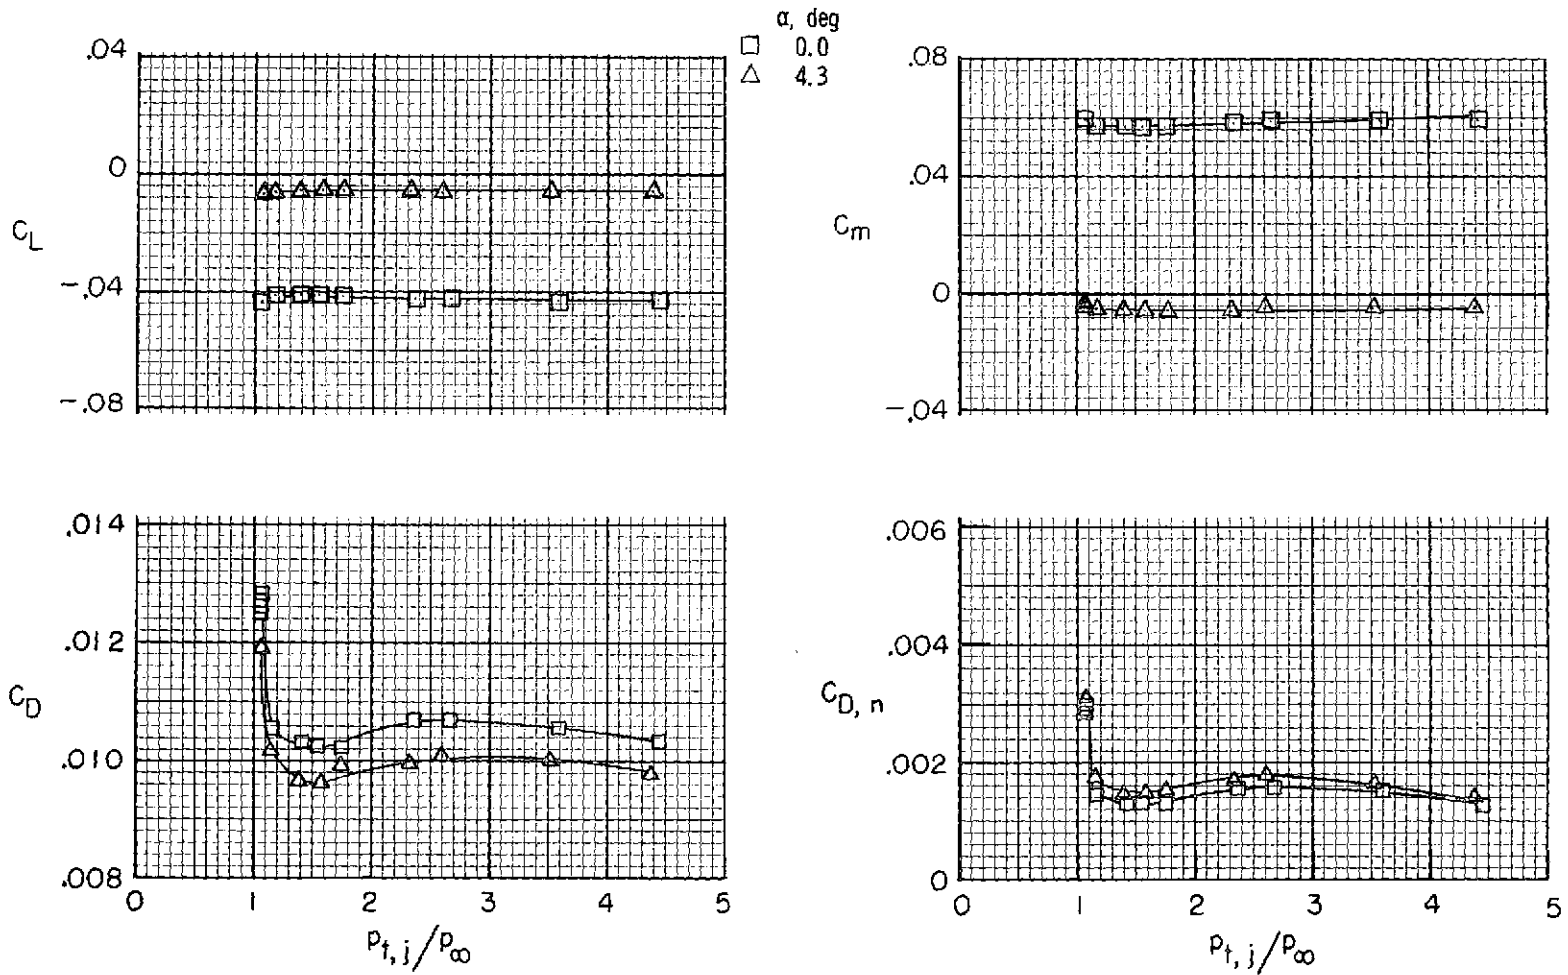 α, deg
□ 0.0
△ 4.3
.04
0
-.04
-.08
C_L
.08
.04
0
-.04
C_m
.014
.012
.010
.008
C_D
0 1 2 3 4 5
p_t,j/p_∞
.006
.004
.002
0
C_D,n
0 1 2 3 4 5
p_t,j/p_∞